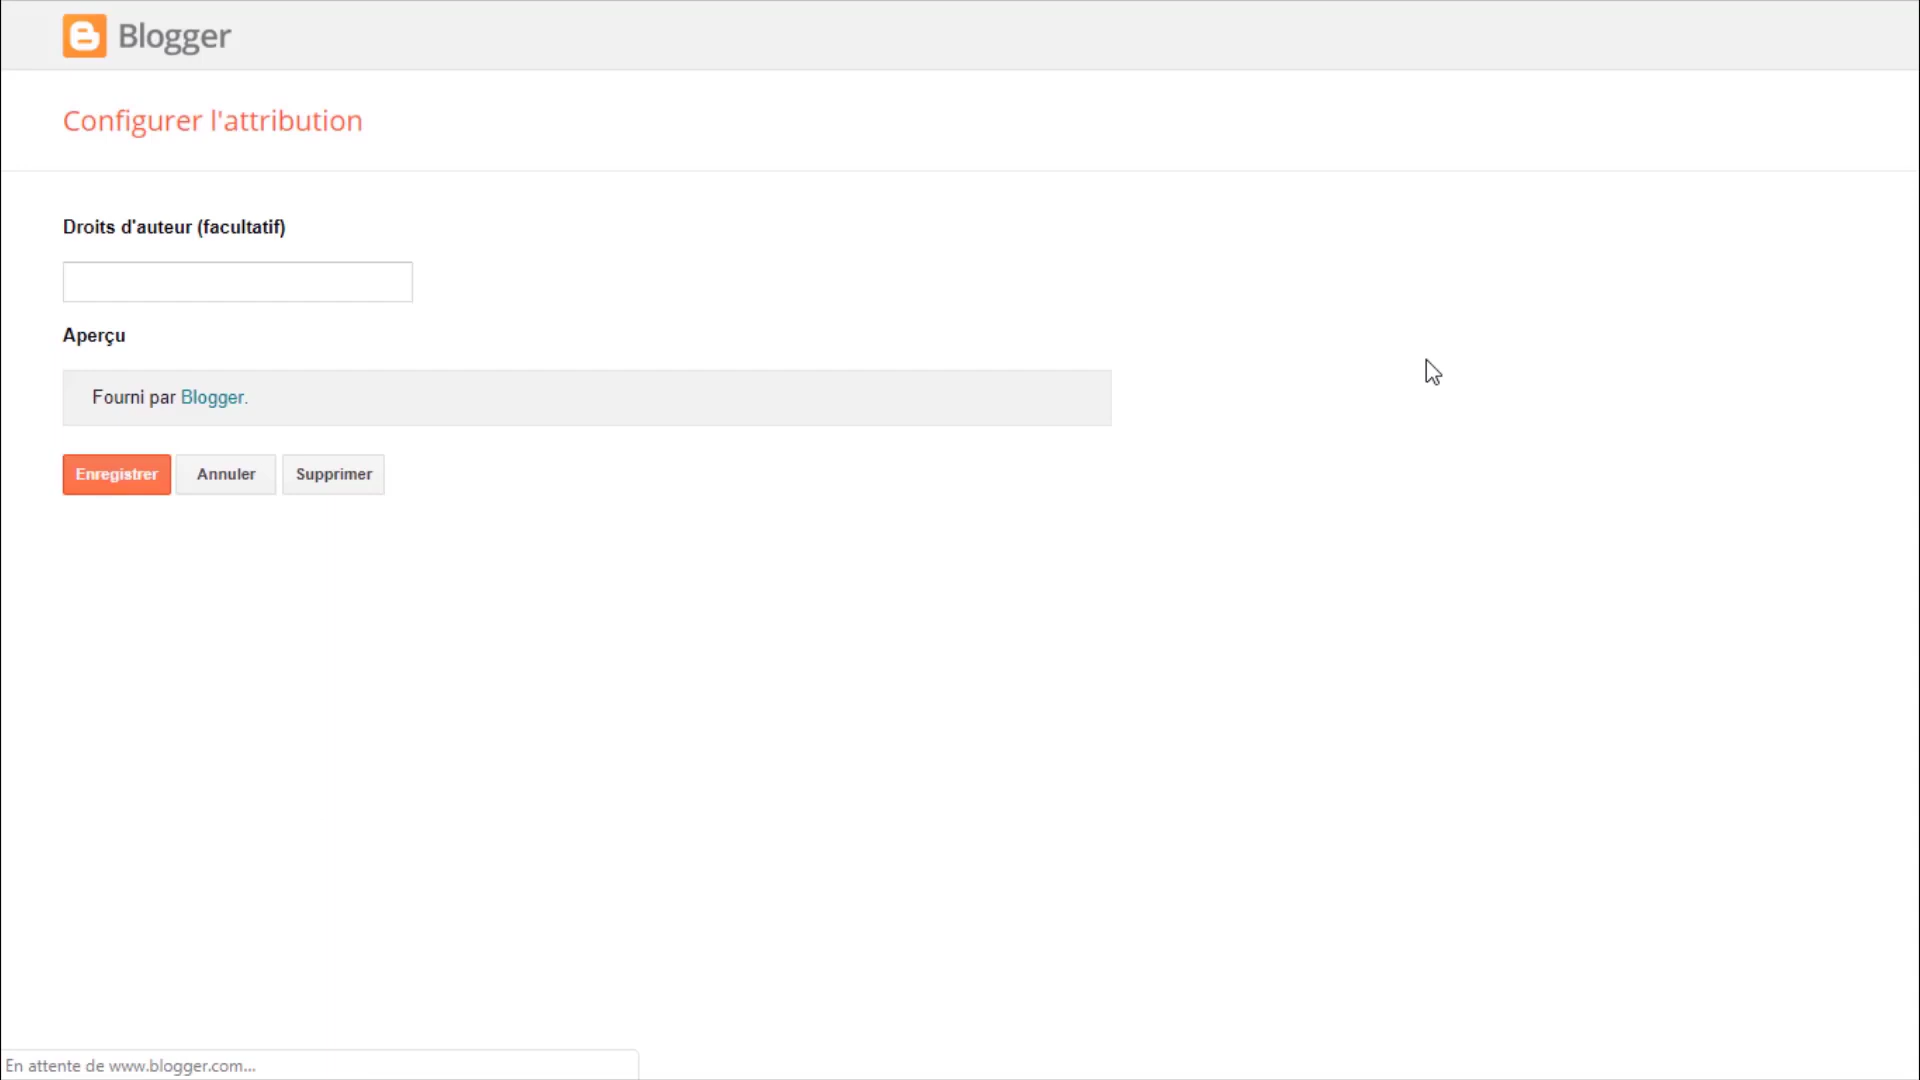 Blogger
Configurer l'attribution
Droits d'auteur (facultatif)
Aperçu
Fourni par Blogger.
Enregistrer Annuler Supprimer
En attente de www.blogger.com...